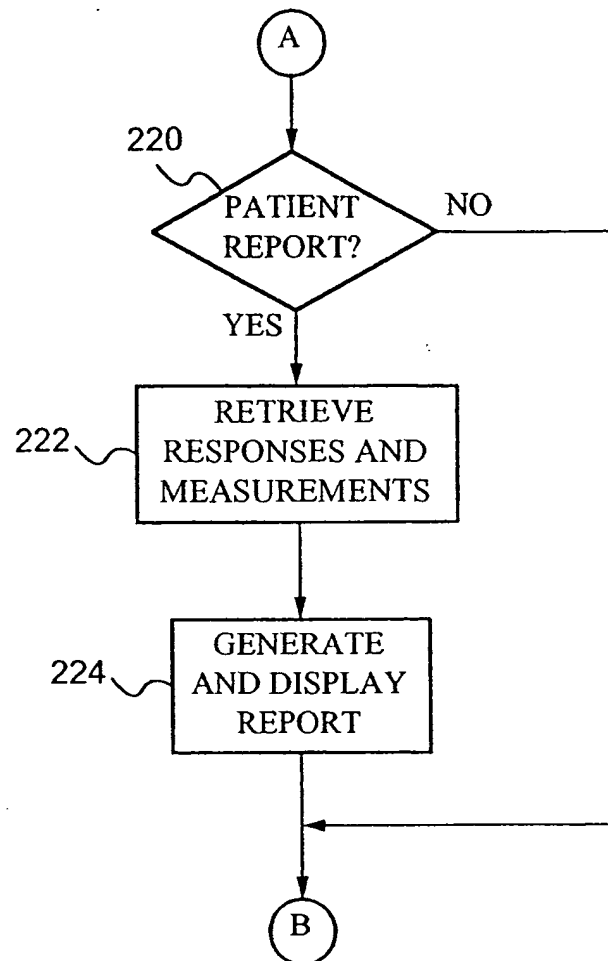 A
220
PATIENT
REPORT?
NO
YES
222
RETRIEVE
RESPONSES AND
MEASUREMENTS
224
GENERATE
AND DISPLAY
REPORT
B